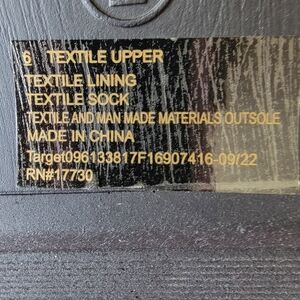 6 TEXTILE UPPER
TEXTILE LINING
TEXTILE SOCK
TEXTILE AND MAN MADE MATERIALS OUTSOLE
MADE IN CHINA
Target096133817F16907416-09/22
RN#17730